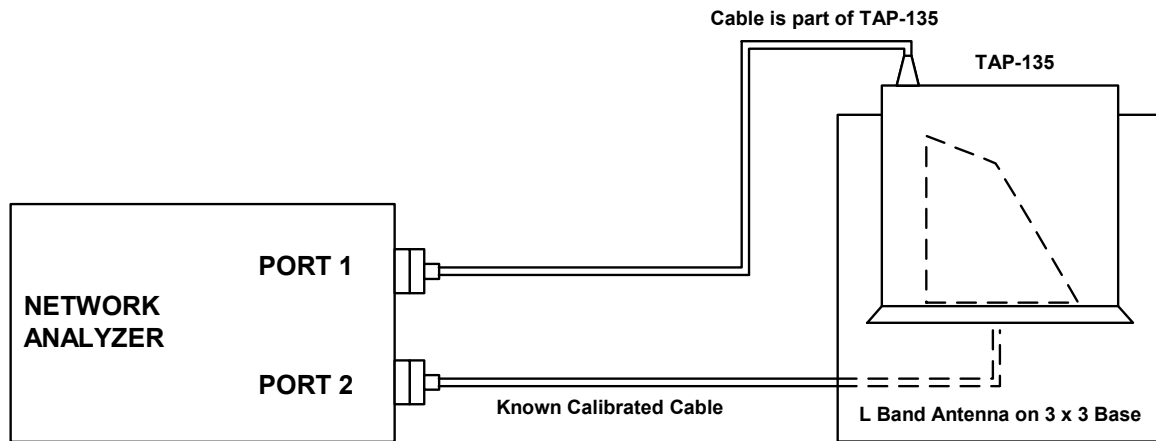 Cable is part of TAP-135
TAP-135
PORT 1
NETWORK
ANALYZER
PORT 2
Known Calibrated Cable
L Band Antenna on 3 x 3 Base